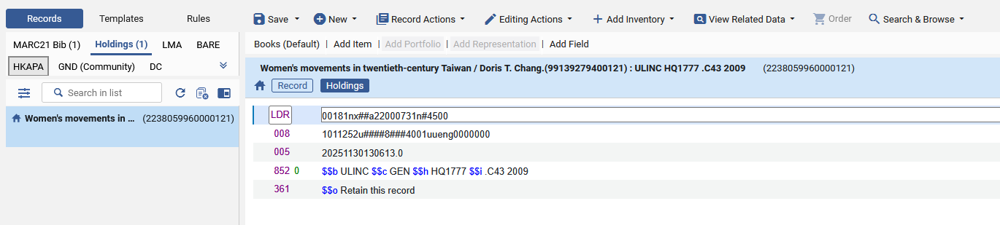 Records Templates Rules
Save New Record Actions Editing Actions Add Inventory View Related Data Order Search & Browse
MARC21 Bib (1) Holdings (1) LMA BARE
HKAPA GND (Community) DC
Books (Default) | Add Item | Add Portfolio | Add Representation | Add Field
Search in list
Women's movements in ... (2238059960000121)
Women's movements in twentieth-century Taiwan / Doris T. Chang.(99139279400121) : ULINC HQ1777 .C43 2009 (2238059960000121)
Record Holdings
LDR 00181nx##a22000731n#4500
008 1011252u####8###4001uueng0000000
005 20251130130613.0
852 0 $$b ULINC $$c GEN $$h HQ1777 $$i .C43 2009
361 $$o Retain this record